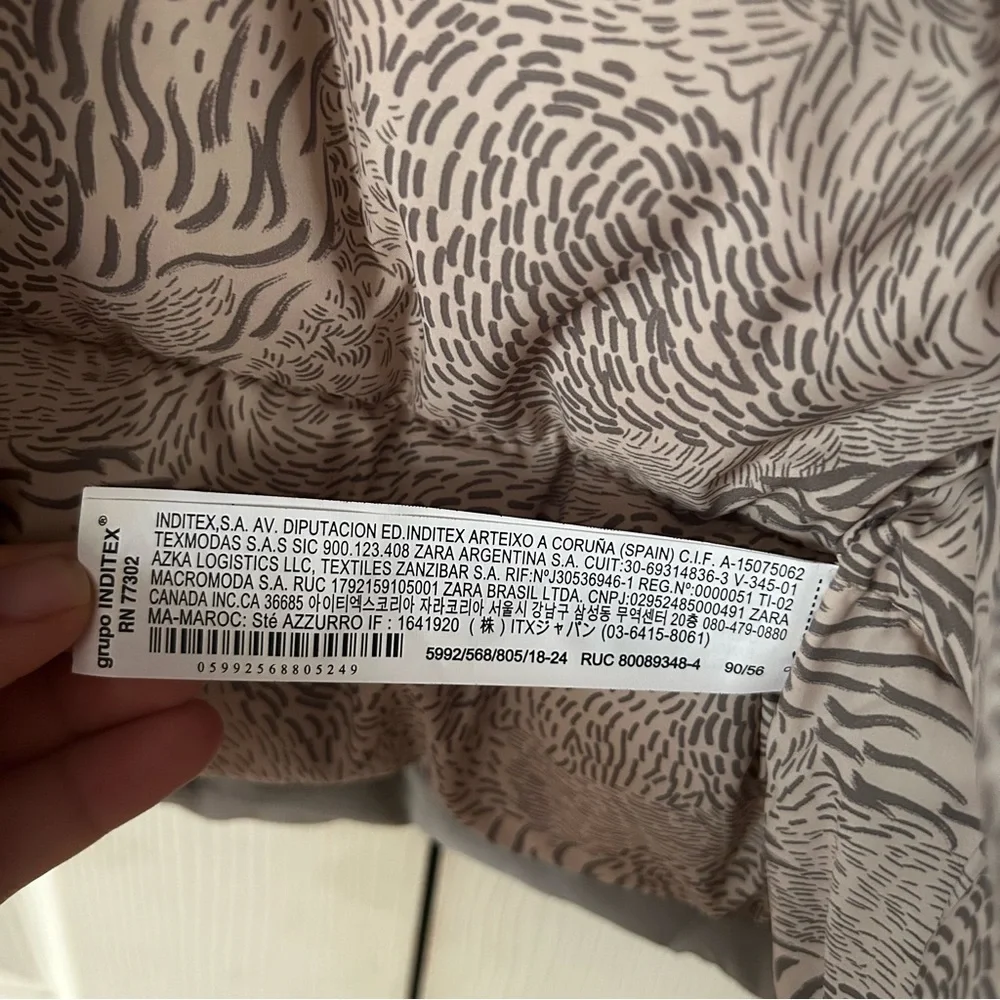 grupo INDITEX®
RN 77302
INDITEX,S.A. AV. DIPUTACION ED.INDITEX ARTEIXO A CORUÑA (SPAIN) C.I.F. A-15075062
TEXMODAS S.A.S SIC 900.123.408 ZARA ARGENTINA S.A. CUIT:30-69314836-3 V-345-01
AZKA LOGISTICS LLC, TEXTILES ZANZIBAR S.A. RIF:NºJ30536946-1 REG.Nº:0000051 TI-02
MACROMODA S.A. RUC 1792159105001 ZARA BRASIL LTDA. CNPJ:02952485000491 ZARA
CANADA INC.CA 36685 아이티엑스코리아 자라코리아 서울시 강남구 삼성동 무역센터 20층 080-479-0880
MA-MAROC: Sté AZZURRO IF : 1641920 (株) ITXジャパン (03-6415-8061)
05992568805249
5992/568/805/18-24 RUC 80089348-4 90/56